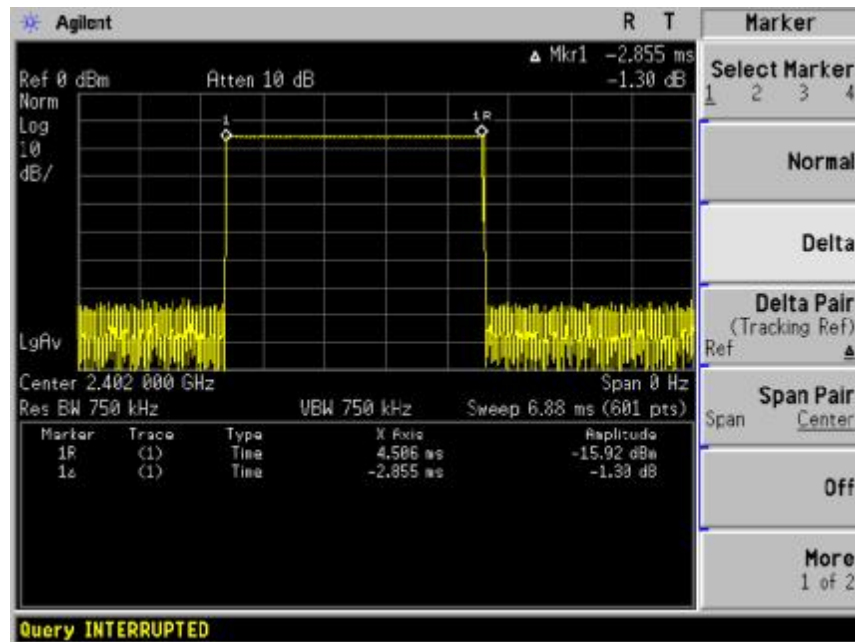 Agilent R T Marker
Δ Mkr1 -2.855 ms
Ref 0 dBm Atten 10 dB -1.30 dB
Norm
Log
10
dB/
1
1R
LgAv
Center 2.402 000 GHz Span 0 Hz
Res BW 750 kHz VBW 750 kHz Sweep 6.88 ms (601 pts)
Marker Trace Type X Axis Amplitude
1R (1) Time 4.506 ms -15.92 dBm
1Δ (1) Time -2.855 ms -1.30 dB
Select Marker
1 2 3 4
Normal
Delta
Delta Pair
(Tracking Ref)
Ref Δ
Span Pair
Span Center
Off
More
1 of 2
Query INTERRUPTED